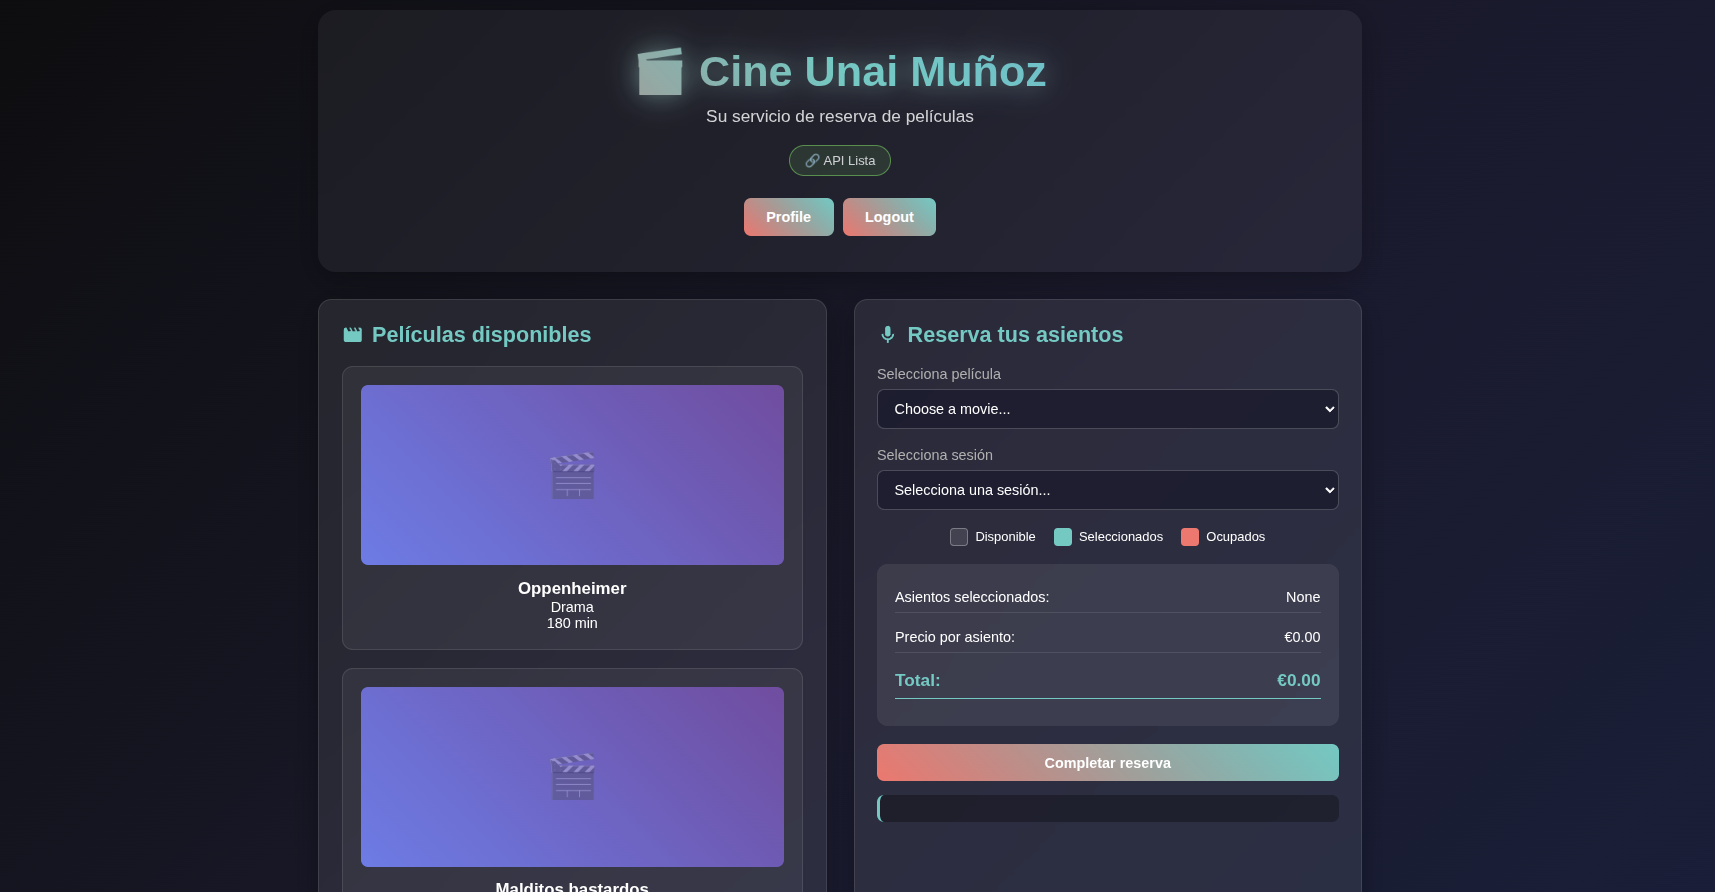 Cine Unai Muñoz
Su servicio de reserva de películas
API Lista
Profile
Logout
Películas disponibles
Oppenheimer
Drama
180 min
Malditos bastardos
Reserva tus asientos
Selecciona película
Choose a movie...
Selecciona sesión
Selecciona una sesión...
Disponible Seleccionados Ocupados
Asientos seleccionados: None
Precio por asiento: €0.00
Total: €0.00
Completar reserva